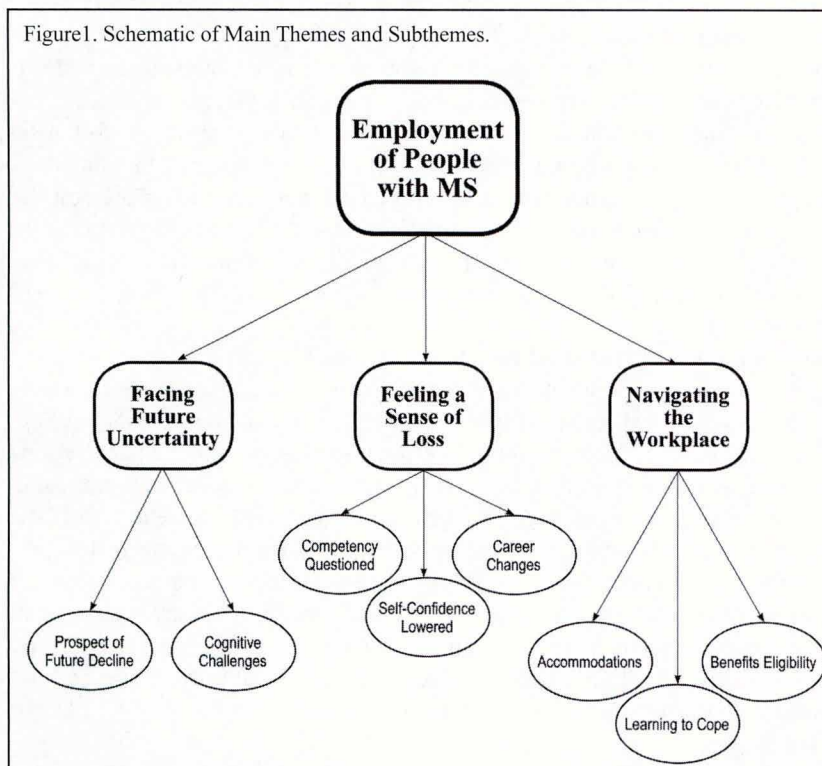 Figure1. Schematic of Main Themes and Subthemes.
Employment
of People
with MS
Facing
Future
Uncertainty
Feeling a
Sense of
Loss
Navigating
the
Workplace
Competency
Questioned
Career
Changes
Self-Confidence
Lowered
Prospect of
Future Decline
Cognitive
Challenges
Accommodations
Benefits Eligibility
Learning to Cope